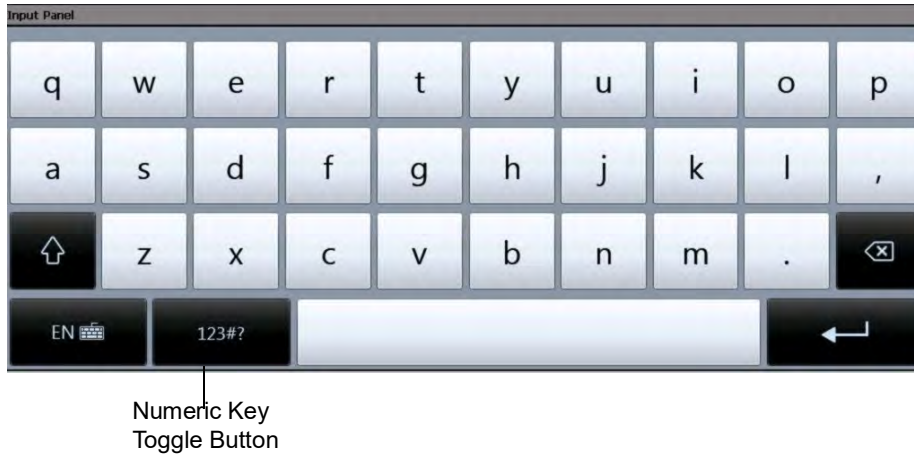 Input Panel
q w e r t y u i o p
a s d f g h j k l ,
z x c v b n m .
EN 123#?
Numeric Key
Toggle Button